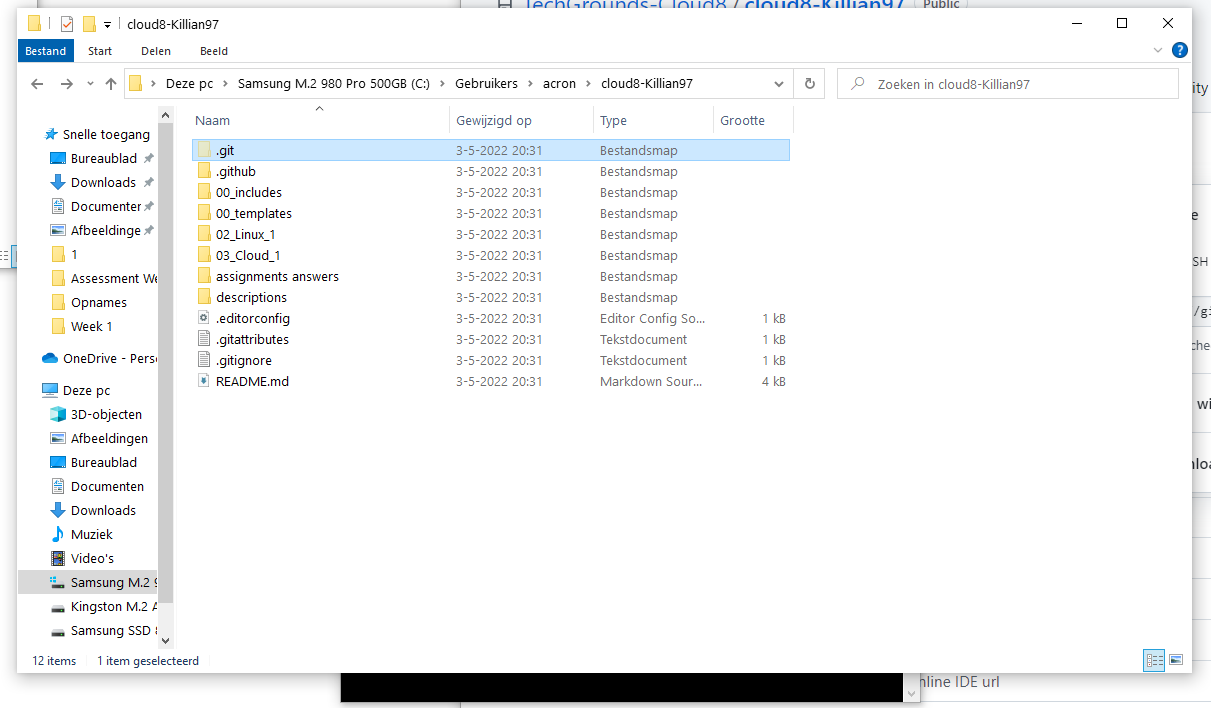 TechGrounds-Cloud8 / cloud8-Killian97 Public
cloud8-Killian97
Bestand Start Delen Beeld
Deze pc Samsung M.2 980 Pro 500GB (C:) Gebruikers acron cloud8-Killian97
Zoeken in cloud8-Killian97
Naam Gewijzigd op Type Grootte
.git 3-5-2022 20:31 Bestandsmap
.github 3-5-2022 20:31 Bestandsmap
00_includes 3-5-2022 20:31 Bestandsmap
00_templates 3-5-2022 20:31 Bestandsmap
02_Linux_1 3-5-2022 20:31 Bestandsmap
03_Cloud_1 3-5-2022 20:31 Bestandsmap
assignments answers 3-5-2022 20:31 Bestandsmap
descriptions 3-5-2022 20:31 Bestandsmap
.editorconfig 3-5-2022 20:31 Editor Config So... 1 kB
.gitattributes 3-5-2022 20:31 Tekstdocument 1 kB
.gitignore 3-5-2022 20:31 Tekstdocument 1 kB
README.md 3-5-2022 20:31 Markdown Sour... 4 kB
Snelle toegang
Bureaublad
Downloads
Documenter
Afbeeldinge
1
Assessment We
Opnames
Week 1
OneDrive - Pers
Deze pc
3D-objecten
Afbeeldingen
Bureaublad
Documenten
Downloads
Muziek
Video's
Samsung M.2 9
Kingston M.2 A
Samsung SSD 8
12 items 1 item geselecteerd
ity
e
SH
/gi
che
wi
nloa
nline IDE url